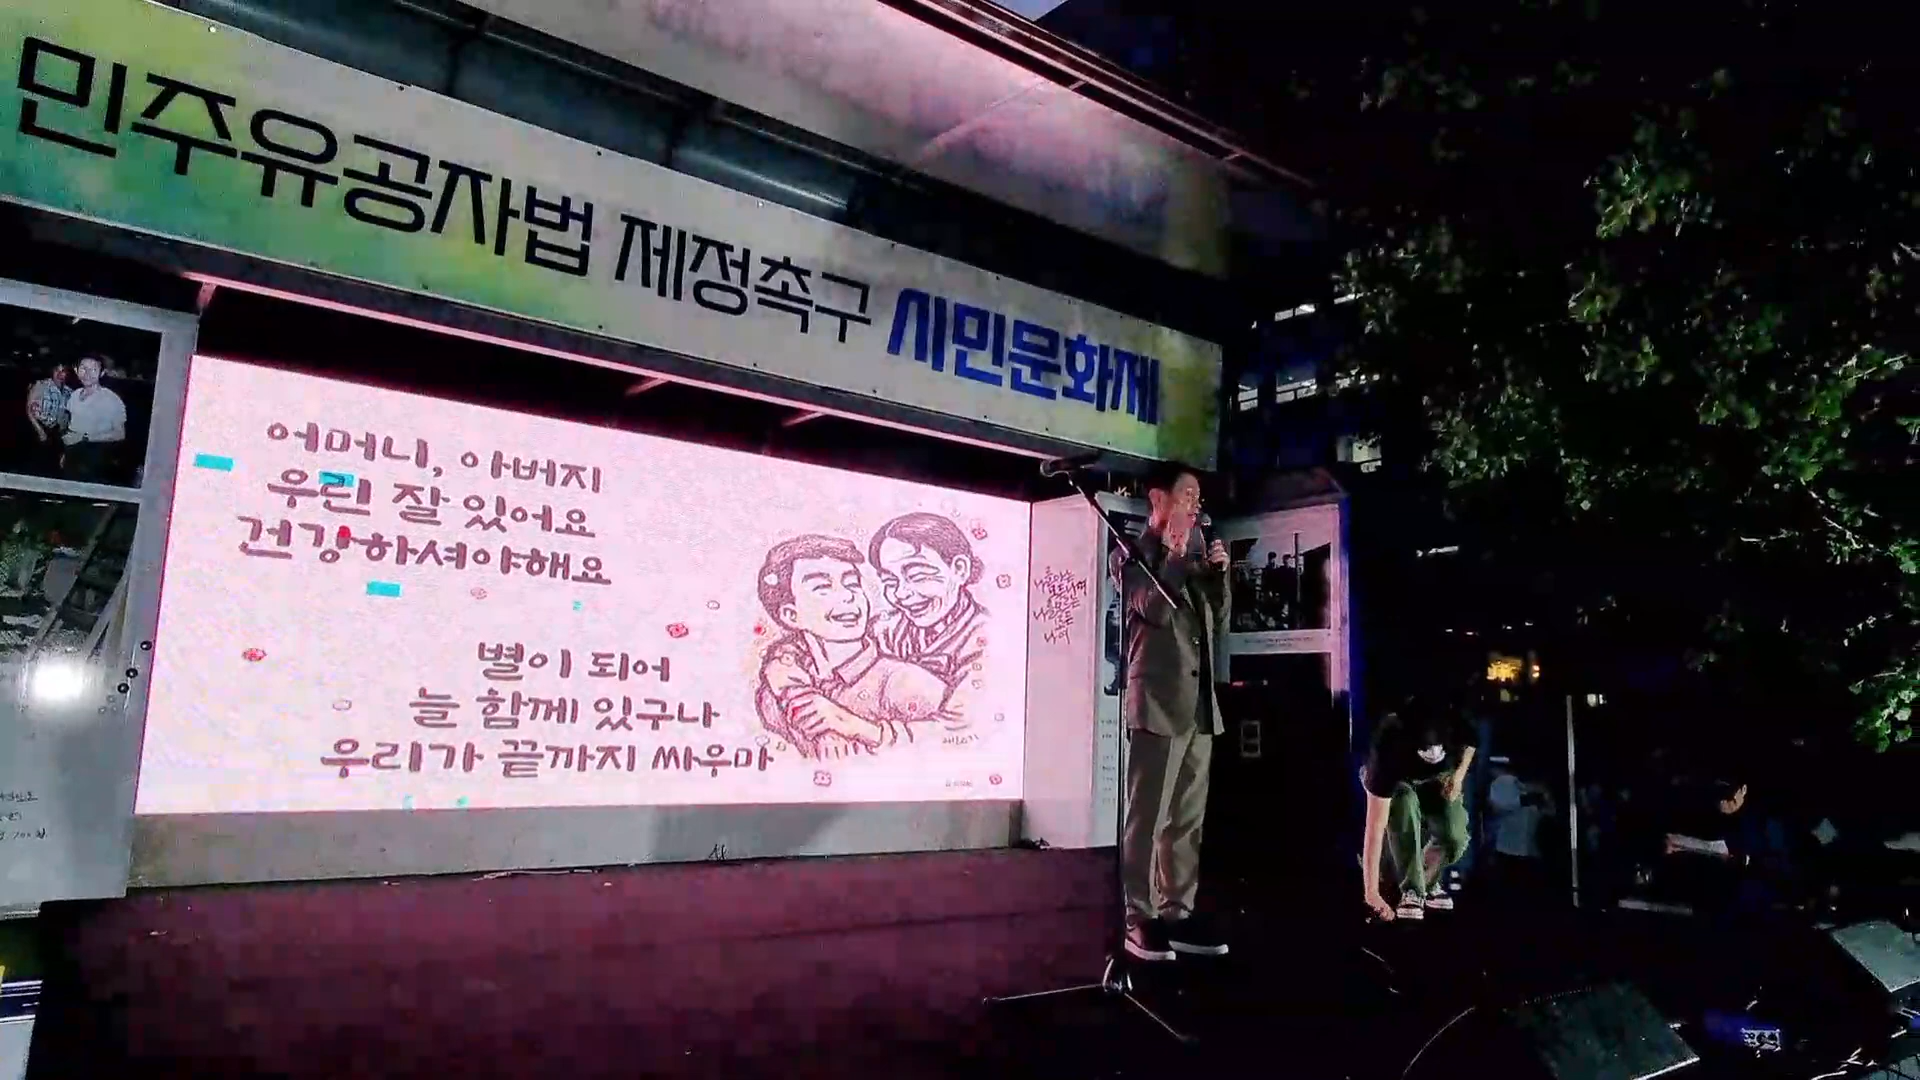 민주유공자법 제정촉구 시민문화제
어머니, 아버지
우린 잘 있어요
건강하셔야해요
별이 되어
늘 함께 있구나
우리가 끝까지 싸우마